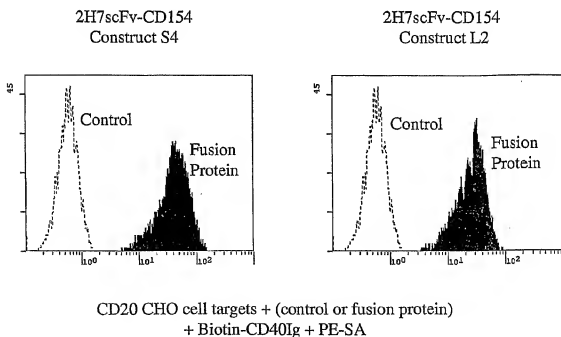 2H7scFv-CD154
Construct S4
2H7scFv-CD154
Construct L2
45
Control
Fusion
Protein
10⁰
10¹
10²
45
Control
Fusion
Protein
10⁰
10¹
10²
CD20 CHO cell targets + (control or fusion protein)
+ Biotin-CD40Ig + PE-SA